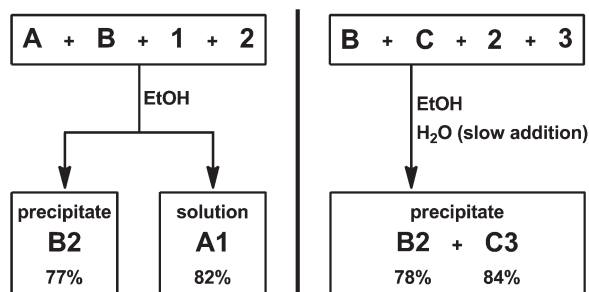 A + B + 1 + 2
EtOH
precipitate
B2
77%
solution
A1
82%
B + C + 2 + 3
EtOH
H₂O (slow addition)
precipitate
B2 + C3
78% 84%